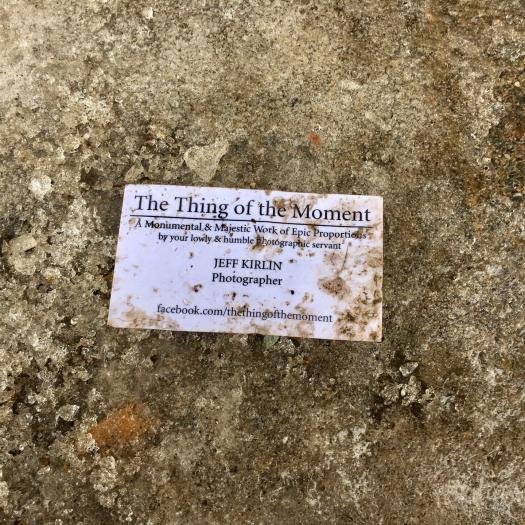 The Thing of the Moment
A Monumental & Majestic Work of Epic Proportions
by your lowly & humble photographic servant
JEFF KIRLIN
Photographer
facebook.com/thethingofthemoment